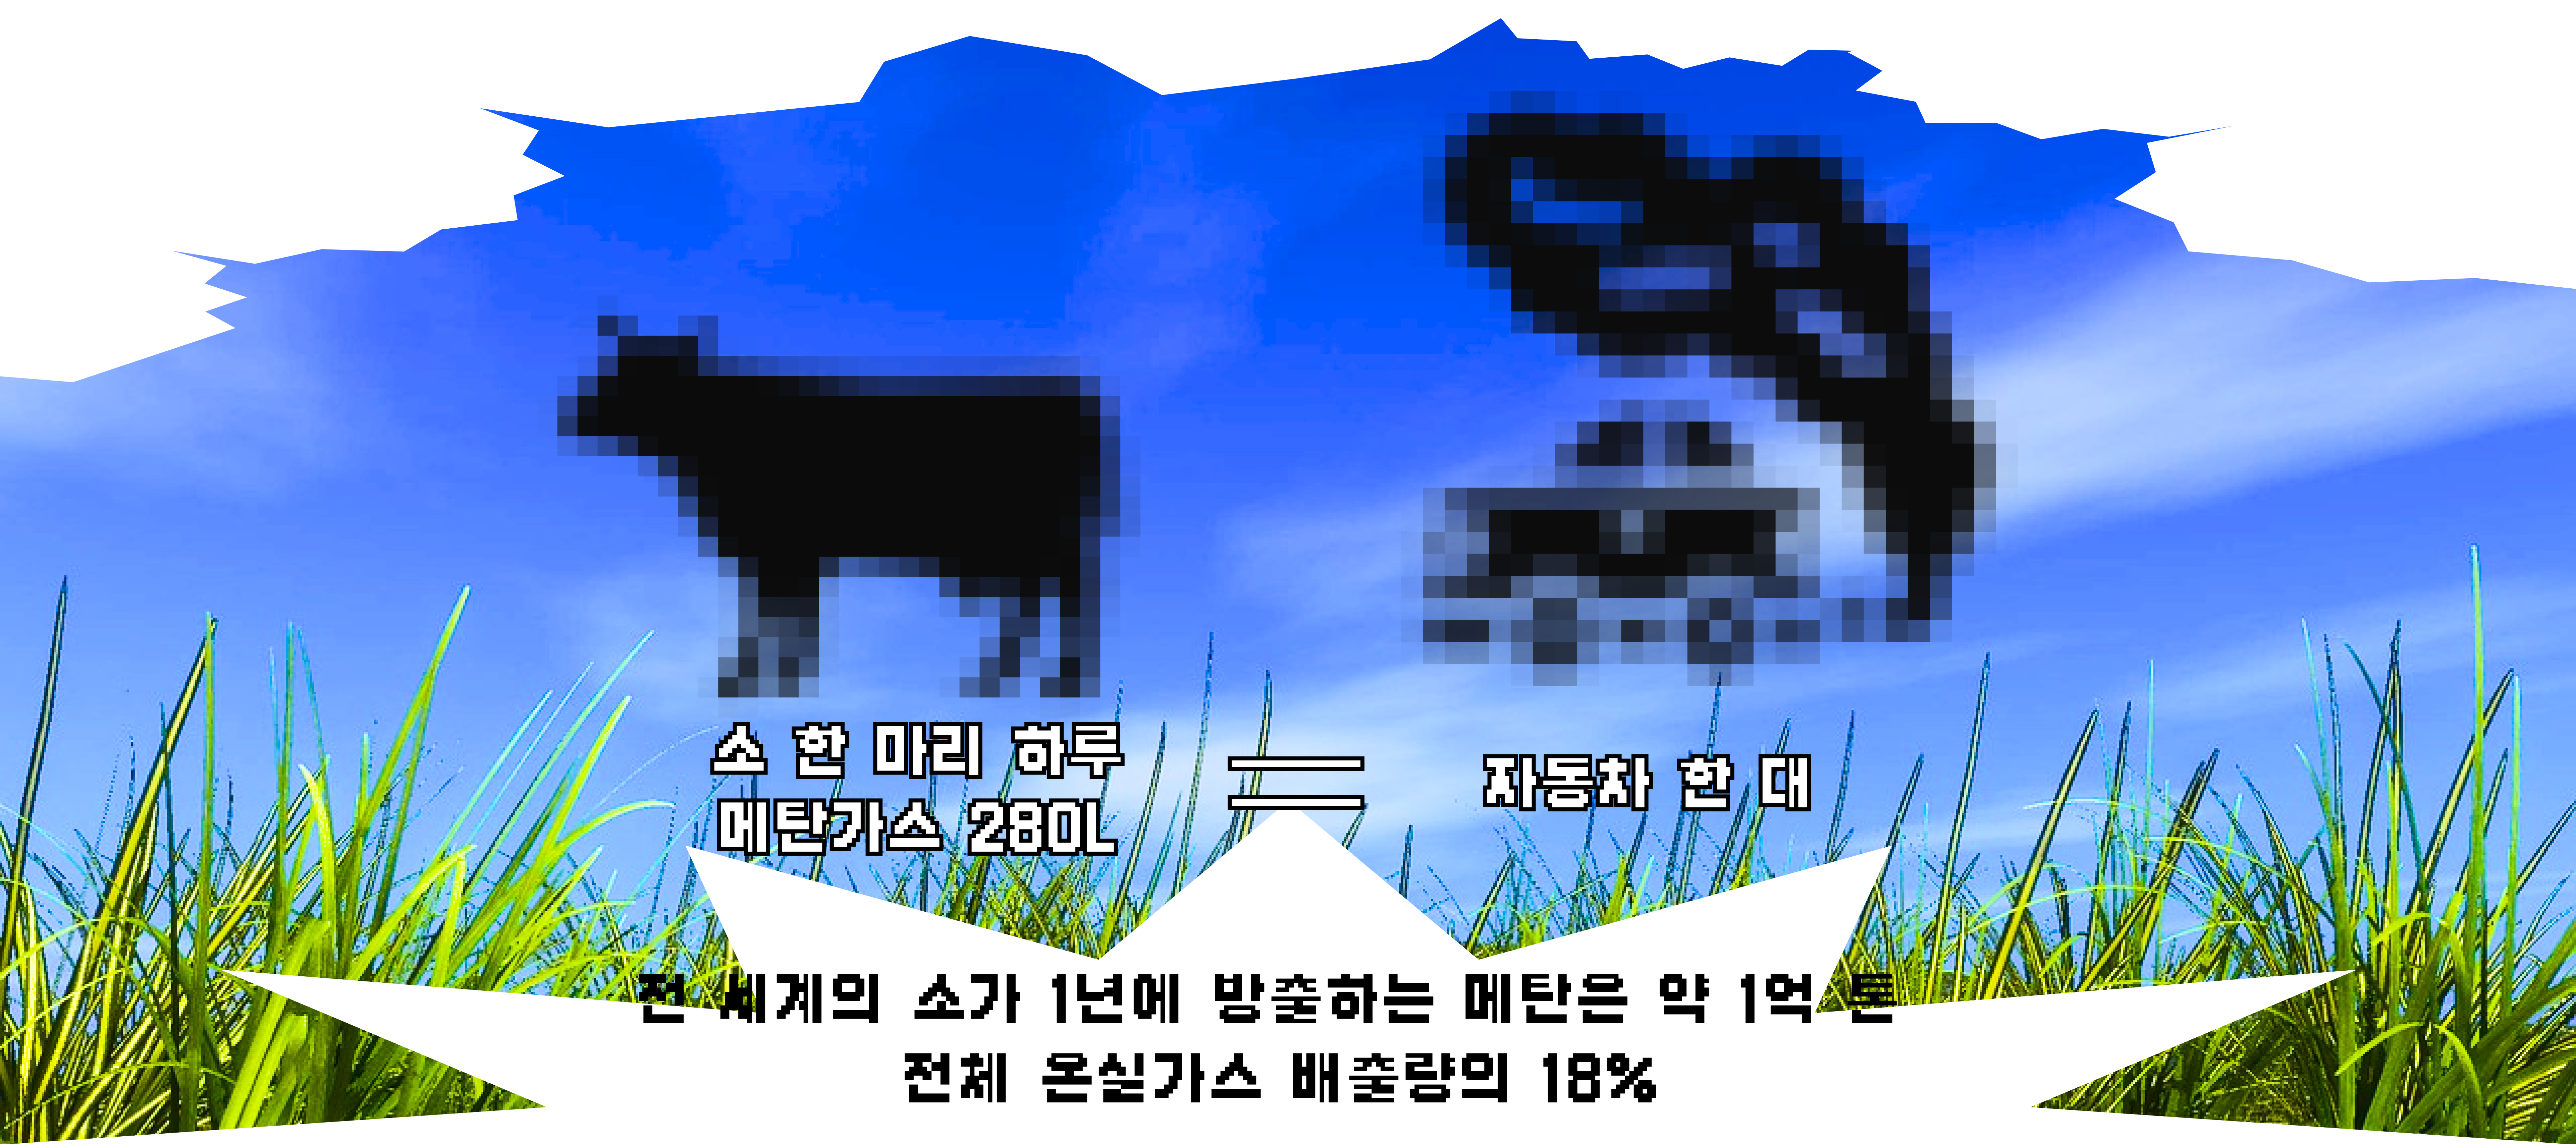 소 한 마리 하루
메탄가스 280L
=
자동차 한 대
전 세계의 소가 1년에 방출하는 메탄은 약 1억 톤
전체 온실가스 배출량의 18%